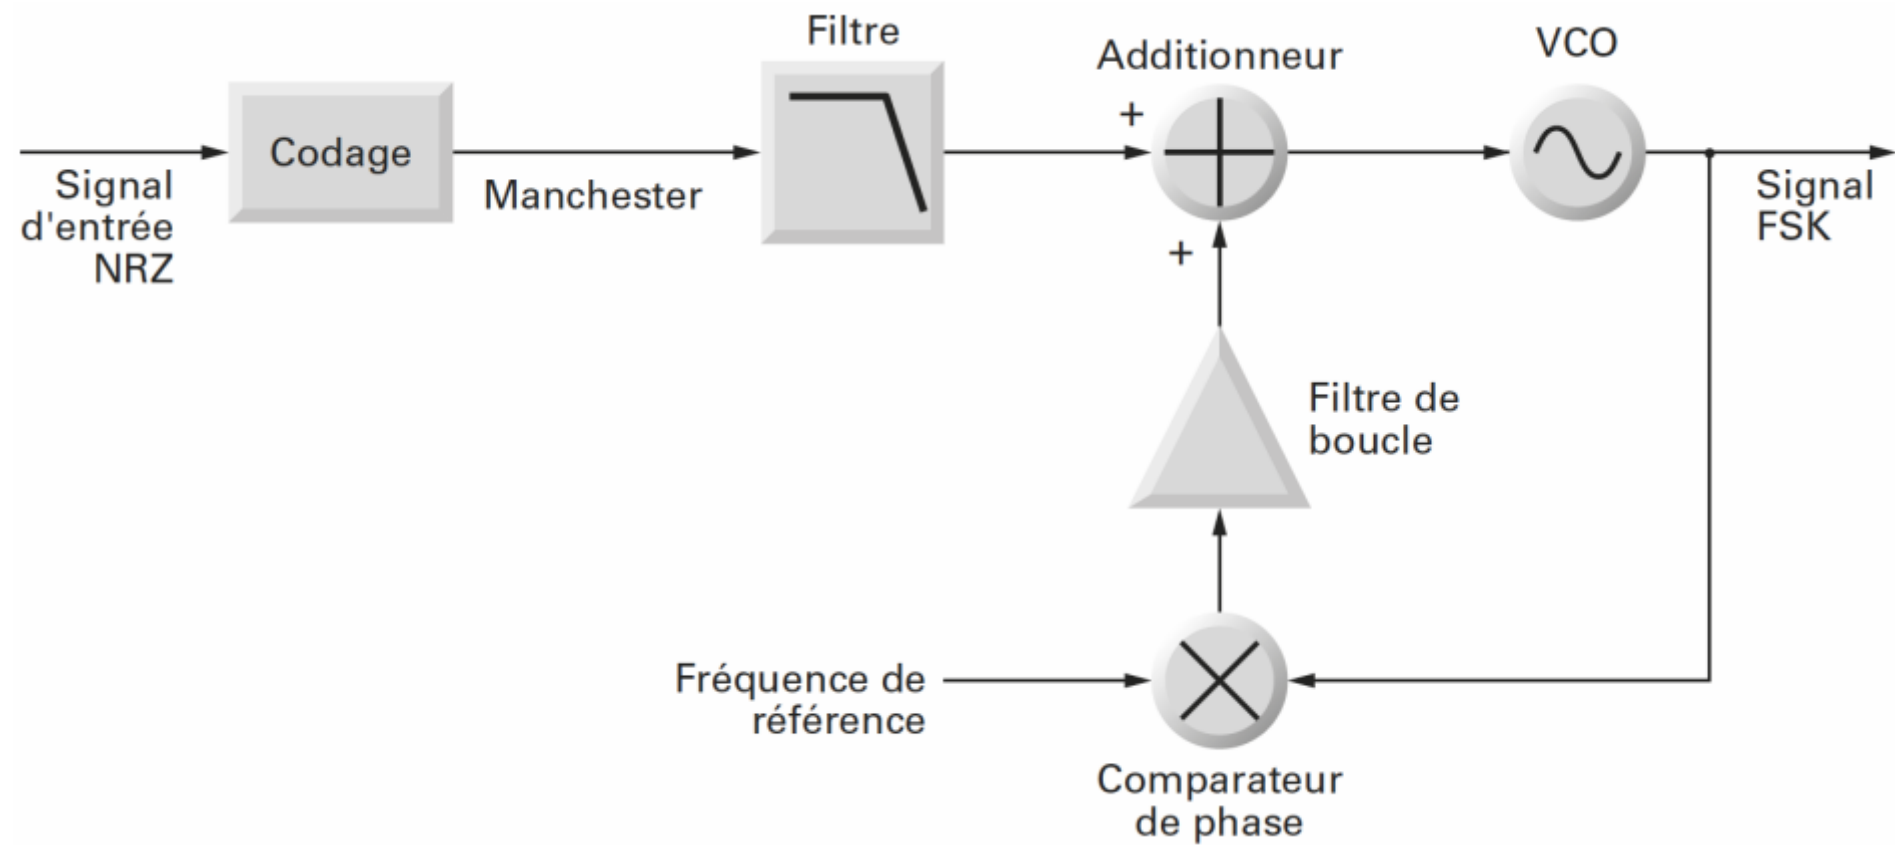 Filtre
Additionneur
VCO
+
Codage
Signal
d'entrée
NRZ
Manchester
Signal
FSK
+
Filtre de
boucle
Fréquence de
référence
Comparateur
de phase